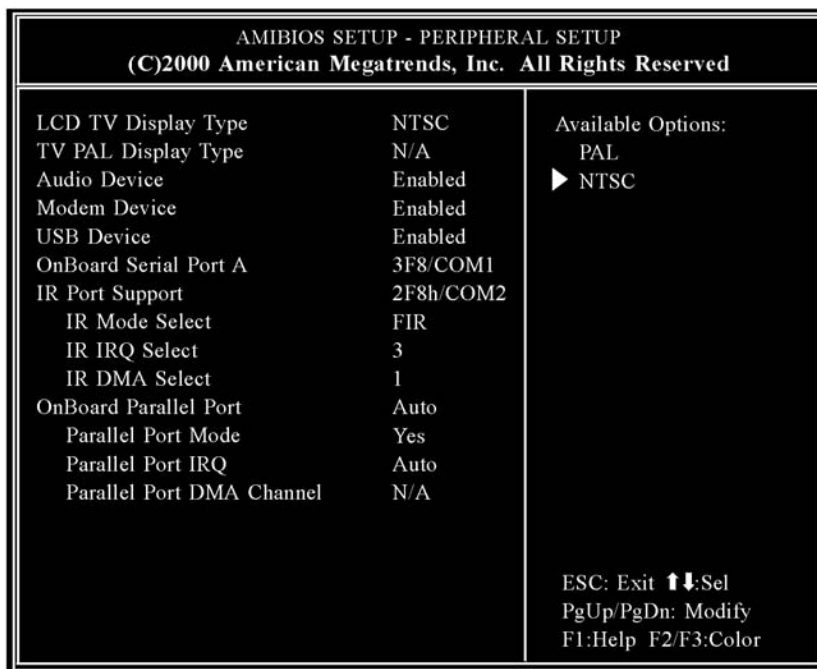 AMIBIOS SETUP - PERIPHERAL SETUP
(C)2000 American Megatrends, Inc. All Rights Reserved
LCD TV Display Type NTSC
TV PAL Display Type N/A
Audio Device Enabled
Modem Device Enabled
USB Device Enabled
OnBoard Serial Port A 3F8/COM1
IR Port Support 2F8h/COM2
IR Mode Select FIR
IR IRQ Select 3
IR DMA Select 1
OnBoard Parallel Port Auto
Parallel Port Mode Yes
Parallel Port IRQ Auto
Parallel Port DMA Channel N/A
Available Options:
PAL
▶ NTSC
ESC: Exit ⬆⬇:Sel
PgUp/PgDn: Modify
F1:Help F2/F3:Color